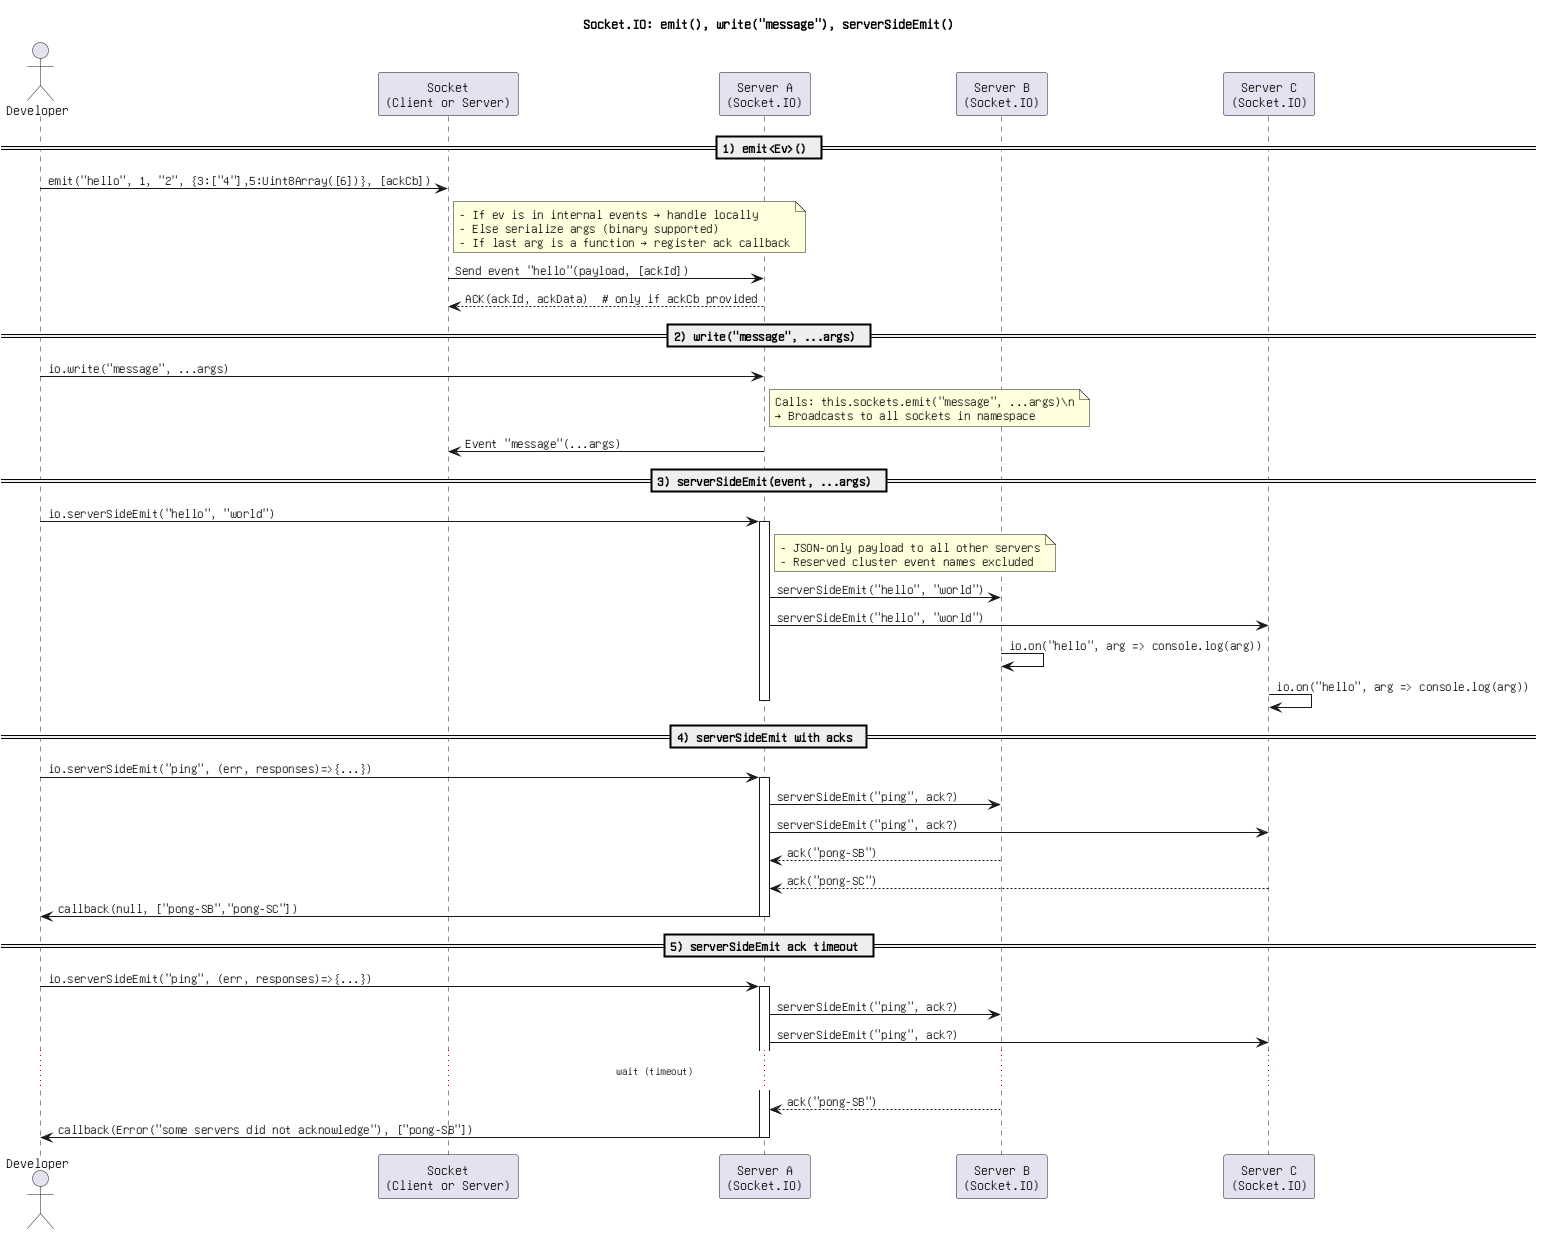 Socket.IO: emit(), write("message"), serverSideEmit()
Developer
Socket
(Client or Server)
Server A
(Socket.IO)
Server B
(Socket.IO)
Server C
(Socket.IO)
1) emit<Ev>()
emit("hello", 1, "2", {3:["4"],5:Uint8Array([6])}, [ackCb])
- If ev is in internal events → handle locally
- Else serialize args (binary supported)
- If last arg is a function → register ack callback
Send event "hello"(payload, [ackId])
ACK(ackId, ackData)  # only if ackCb provided
2) write("message", ...args)
io.write("message", ...args)
Calls: this.sockets.emit("message", ...args)\n
→ Broadcasts to all sockets in namespace
Event "message"(...args)
3) serverSideEmit(event, ...args)
io.serverSideEmit("hello", "world")
- JSON-only payload to all other servers
- Reserved cluster event names excluded
serverSideEmit("hello", "world")
serverSideEmit("hello", "world")
io.on("hello", arg => console.log(arg))
io.on("hello", arg => console.log(arg))
4) serverSideEmit with acks
io.serverSideEmit("ping", (err, responses)=>{...})
serverSideEmit("ping", ack?)
serverSideEmit("ping", ack?)
ack("pong-SB")
ack("pong-SC")
callback(null, ["pong-SB","pong-SC"])
5) serverSideEmit ack timeout
io.serverSideEmit("ping", (err, responses)=>{...})
serverSideEmit("ping", ack?)
serverSideEmit("ping", ack?)
wait (timeout)
ack("pong-SB")
callback(Error("some servers did not acknowledge"), ["pong-SB"])
Developer
Socket
(Client or Server)
Server A
(Socket.IO)
Server B
(Socket.IO)
Server C
(Socket.IO)